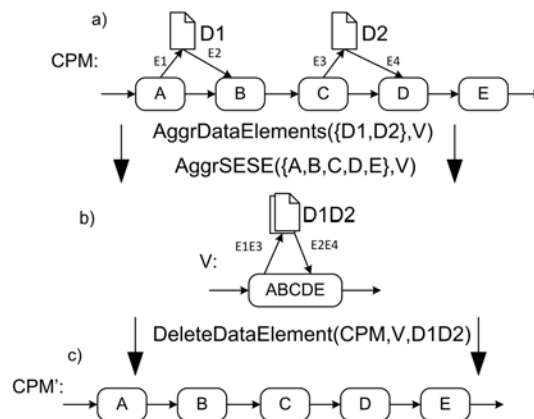 a)
D1
D2
E1
E2
E3
E4
CPM:
A
B
C
D
E
AggrDataElements({D1,D2},V)
AggrSESE({A,B,C,D,E},V)
b)
D1D2
E1E3
E2E4
V:
ABCDE
DeleteDataElement(CPM,V,D1D2)
c)
CPM':
A
B
C
D
E